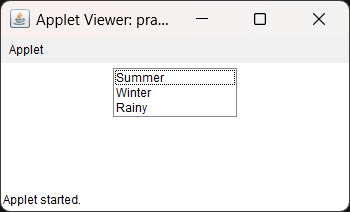 Applet Viewer: pra...
Applet
Summer
Winter
Rainy
Applet started.